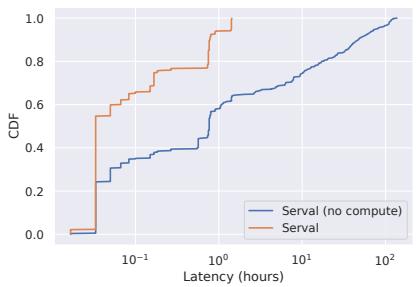 1.0
0.8
0.6
0.4
0.2
0.0
CDF
10⁻¹
10⁰
10¹
10²
Latency (hours)
Serval (no compute)
Serval